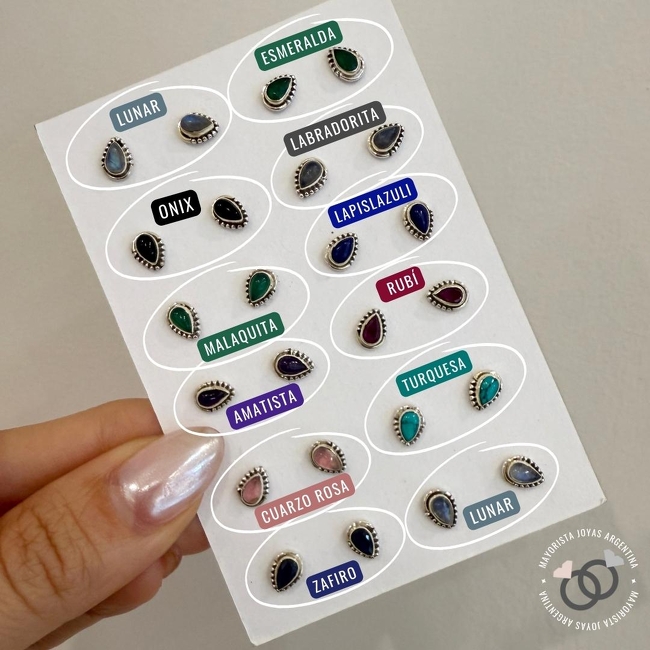 ESMERALDA
LUNAR
LABRADORITA
ONIX
LAPISLAZULI
RUBÍ
MALAQUITA
TURQUESA
AMATISTA
CUARZO ROSA
LUNAR
ZAFIRO
MAYORISTA JOYAS ARGENTINA
MAYORISTA JOYAS ARGENTINA